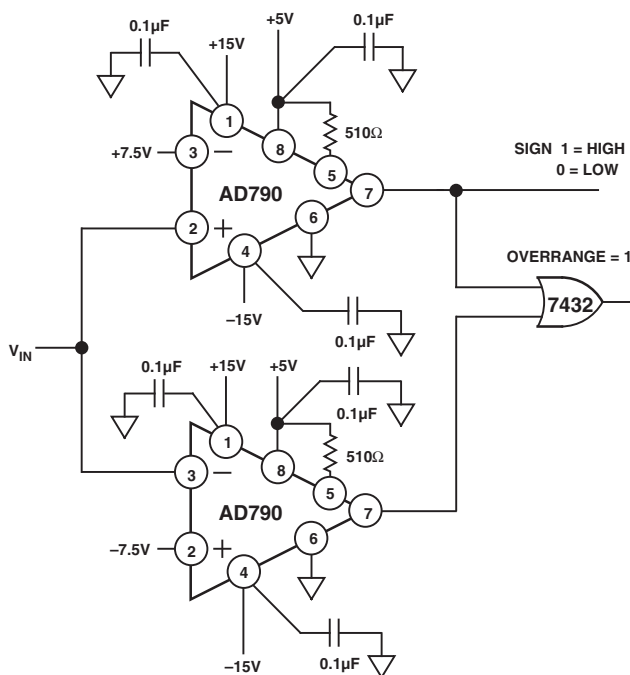 0.1µF
+5V
0.1µF
+15V
1
8
510Ω
+7.5V
3
−
5
SIGN 1 = HIGH
0 = LOW
AD790
7
2
+
6
4
OVERRANGE = 1
–15V
7432
0.1µF
VIN
0.1µF
+15V
+5V
0.1µF
1
8
510Ω
3
−
5
AD790
7
–7.5V
2
+
6
4
–15V
0.1µF